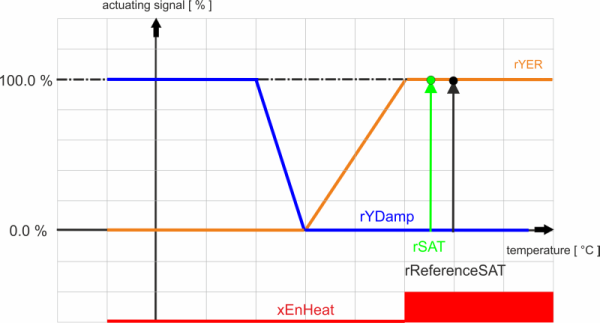 actuating signal [ % ]
rYER
100.0 %
rYDamp
0.0 %
rSAT
temperature [ °C ]
rReferenceSAT
xEnHeat